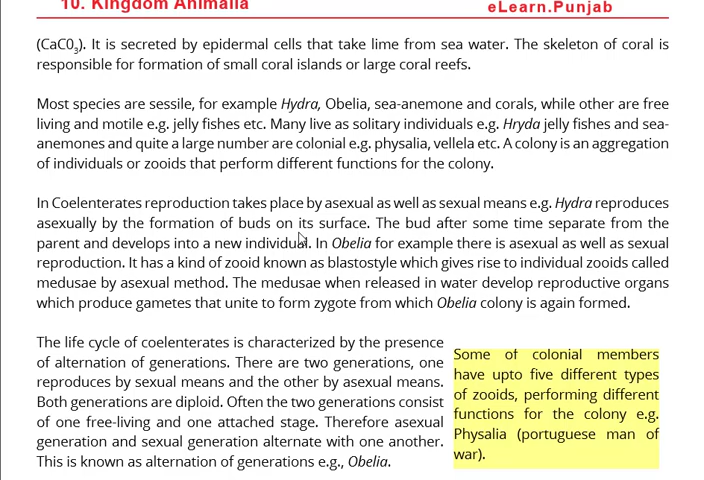 10. Kingdom Animalia
eLearn.Punjab
(CaC0₃). It is secreted by epidermal cells that take lime from sea water. The skeleton of coral is
responsible for formation of small coral islands or large coral reefs.
Most species are sessile, for example Hydra, Obelia, sea-anemone and corals, while other are free
living and motile e.g. jelly fishes etc. Many live as solitary individuals e.g. Hryda jelly fishes and sea-
anemones and quite a large number are colonial e.g. physalia, vellela etc. A colony is an aggregation
of individuals or zooids that perform different functions for the colony.
In Coelenterates reproduction takes place by asexual as well as sexual means e.g. Hydra reproduces
asexually by the formation of buds on its surface. The bud after some time separate from the
parent and develops into a new individual. In Obelia for example there is asexual as well as sexual
reproduction. It has a kind of zooid known as blastostyle which gives rise to individual zooids called
medusae by asexual method. The medusae when released in water develop reproductive organs
which produce gametes that unite to form zygote from which Obelia colony is again formed.
The life cycle of coelenterates is characterized by the presence
of alternation of generations. There are two generations, one
reproduces by sexual means and the other by asexual means.
Both generations are diploid. Often the two generations consist
of one free-living and one attached stage. Therefore asexual
generation and sexual generation alternate with one another.
This is known as alternation of generations e.g., Obelia.
Some of colonial members
have upto five different types
of zooids, performing different
functions for the colony e.g.
Physalia (portuguese man of
war).